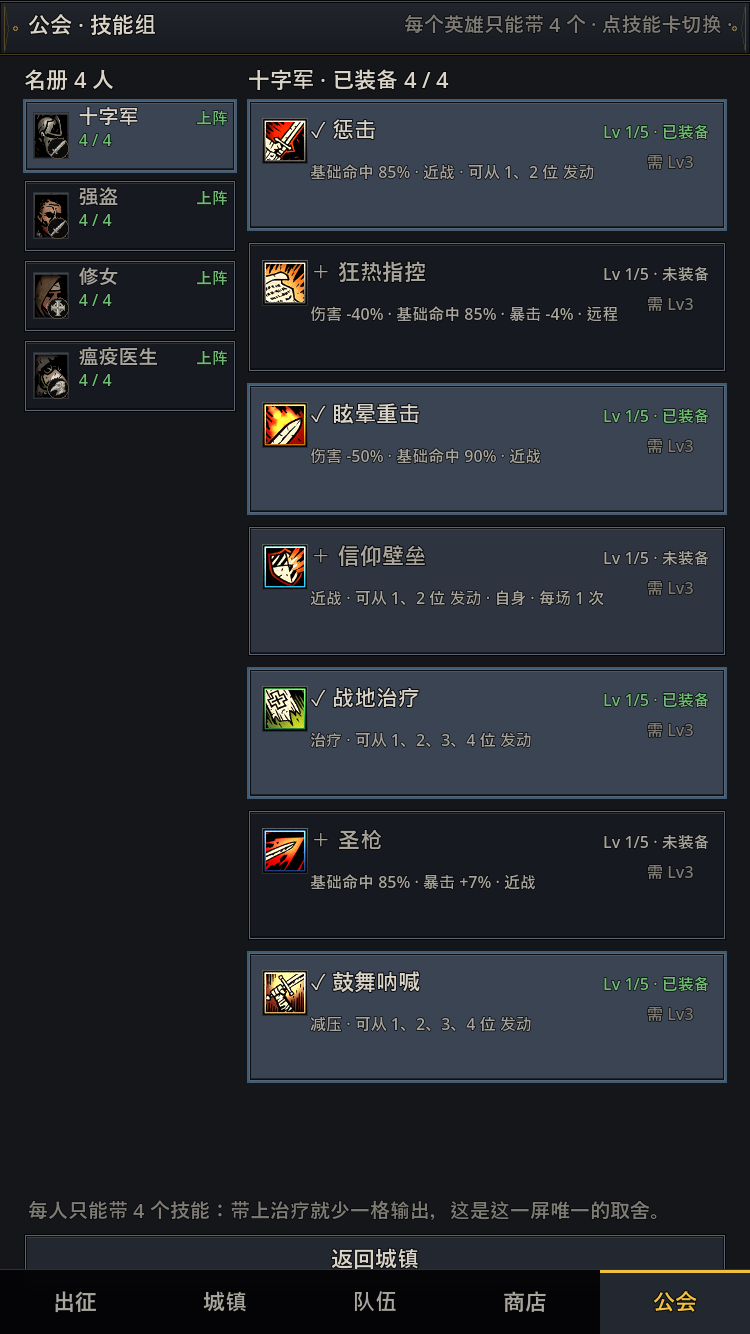 公会 · 技能组
每个英雄只能带 4 个 · 点技能卡切换 ·
名册 4 人
十字军 · 已装备 4 / 4
十字军 上阵
4 / 4
强盗 上阵
4 / 4
修女 上阵
4 / 4
瘟疫医生 上阵
4 / 4
✓ 惩击 Lv 1/5 · 已装备
需 Lv3
基础命中 85% · 近战 · 可从 1、2 位 发动
＋ 狂热指控 Lv 1/5 · 未装备
需 Lv3
伤害 -40% · 基础命中 85% · 暴击 -4% · 远程
✓ 眩晕重击 Lv 1/5 · 已装备
需 Lv3
伤害 -50% · 基础命中 90% · 近战
＋ 信仰壁垒 Lv 1/5 · 未装备
需 Lv3
近战 · 可从 1、2 位 发动 · 自身 · 每场 1 次
✓ 战地治疗 Lv 1/5 · 已装备
需 Lv3
治疗 · 可从 1、2、3、4 位 发动
＋ 圣枪 Lv 1/5 · 未装备
需 Lv3
基础命中 85% · 暴击 +7% · 近战
✓ 鼓舞呐喊 Lv 1/5 · 已装备
需 Lv3
减压 · 可从 1、2、3、4 位 发动
每人只能带 4 个技能：带上治疗就少一格输出，这是这一屏唯一的取舍。
返回城镇
出征 城镇 队伍 商店 公会